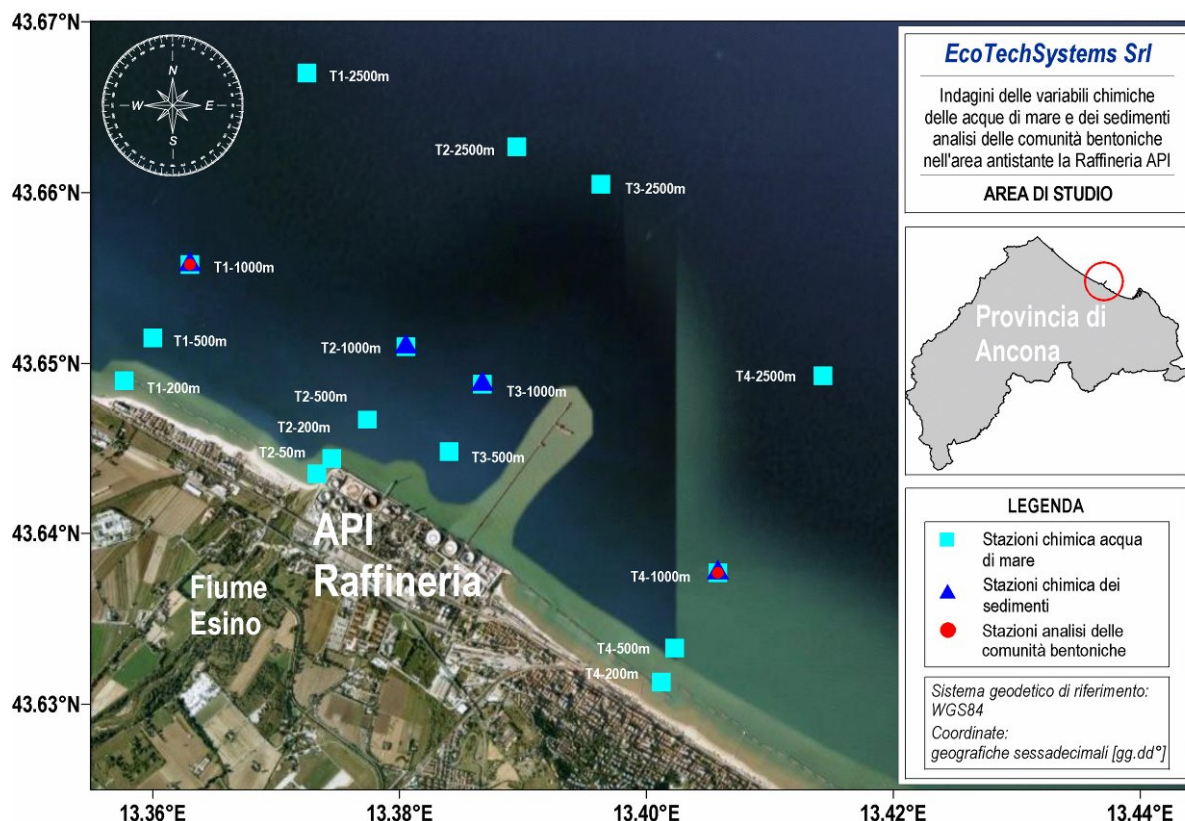 43.67°N
43.66°N
43.65°N
43.64°N
43.63°N
13.36°E
13.38°E
13.40°E
13.42°E
13.44°E
N
W
E
S
T1-2500m
T2-2500m
T3-2500m
T1-1000m
T1-500m
T2-1000m
T1-200m
T3-1000m
T4-2500m
T2-500m
T2-200m
T2-50m
T3-500m
API
Raffineria
Fiume
Esino
T4-1000m
T4-500m
T4-200m
EcoTechSystems Srl
Indagini delle variabili chimiche
delle acque di mare e dei sedimenti
analisi delle comunità bentoniche
nell'area antistante la Raffineria API
AREA DI STUDIO
Provincia di
Ancona
LEGENDA
Stazioni chimica acqua
di mare
Stazioni chimica dei
sedimenti
Stazioni analisi delle
comunità bentoniche
Sistema geodetico di riferimento:
WGS84
Coordinate:
geografiche sessadecimali [gg.dd°]